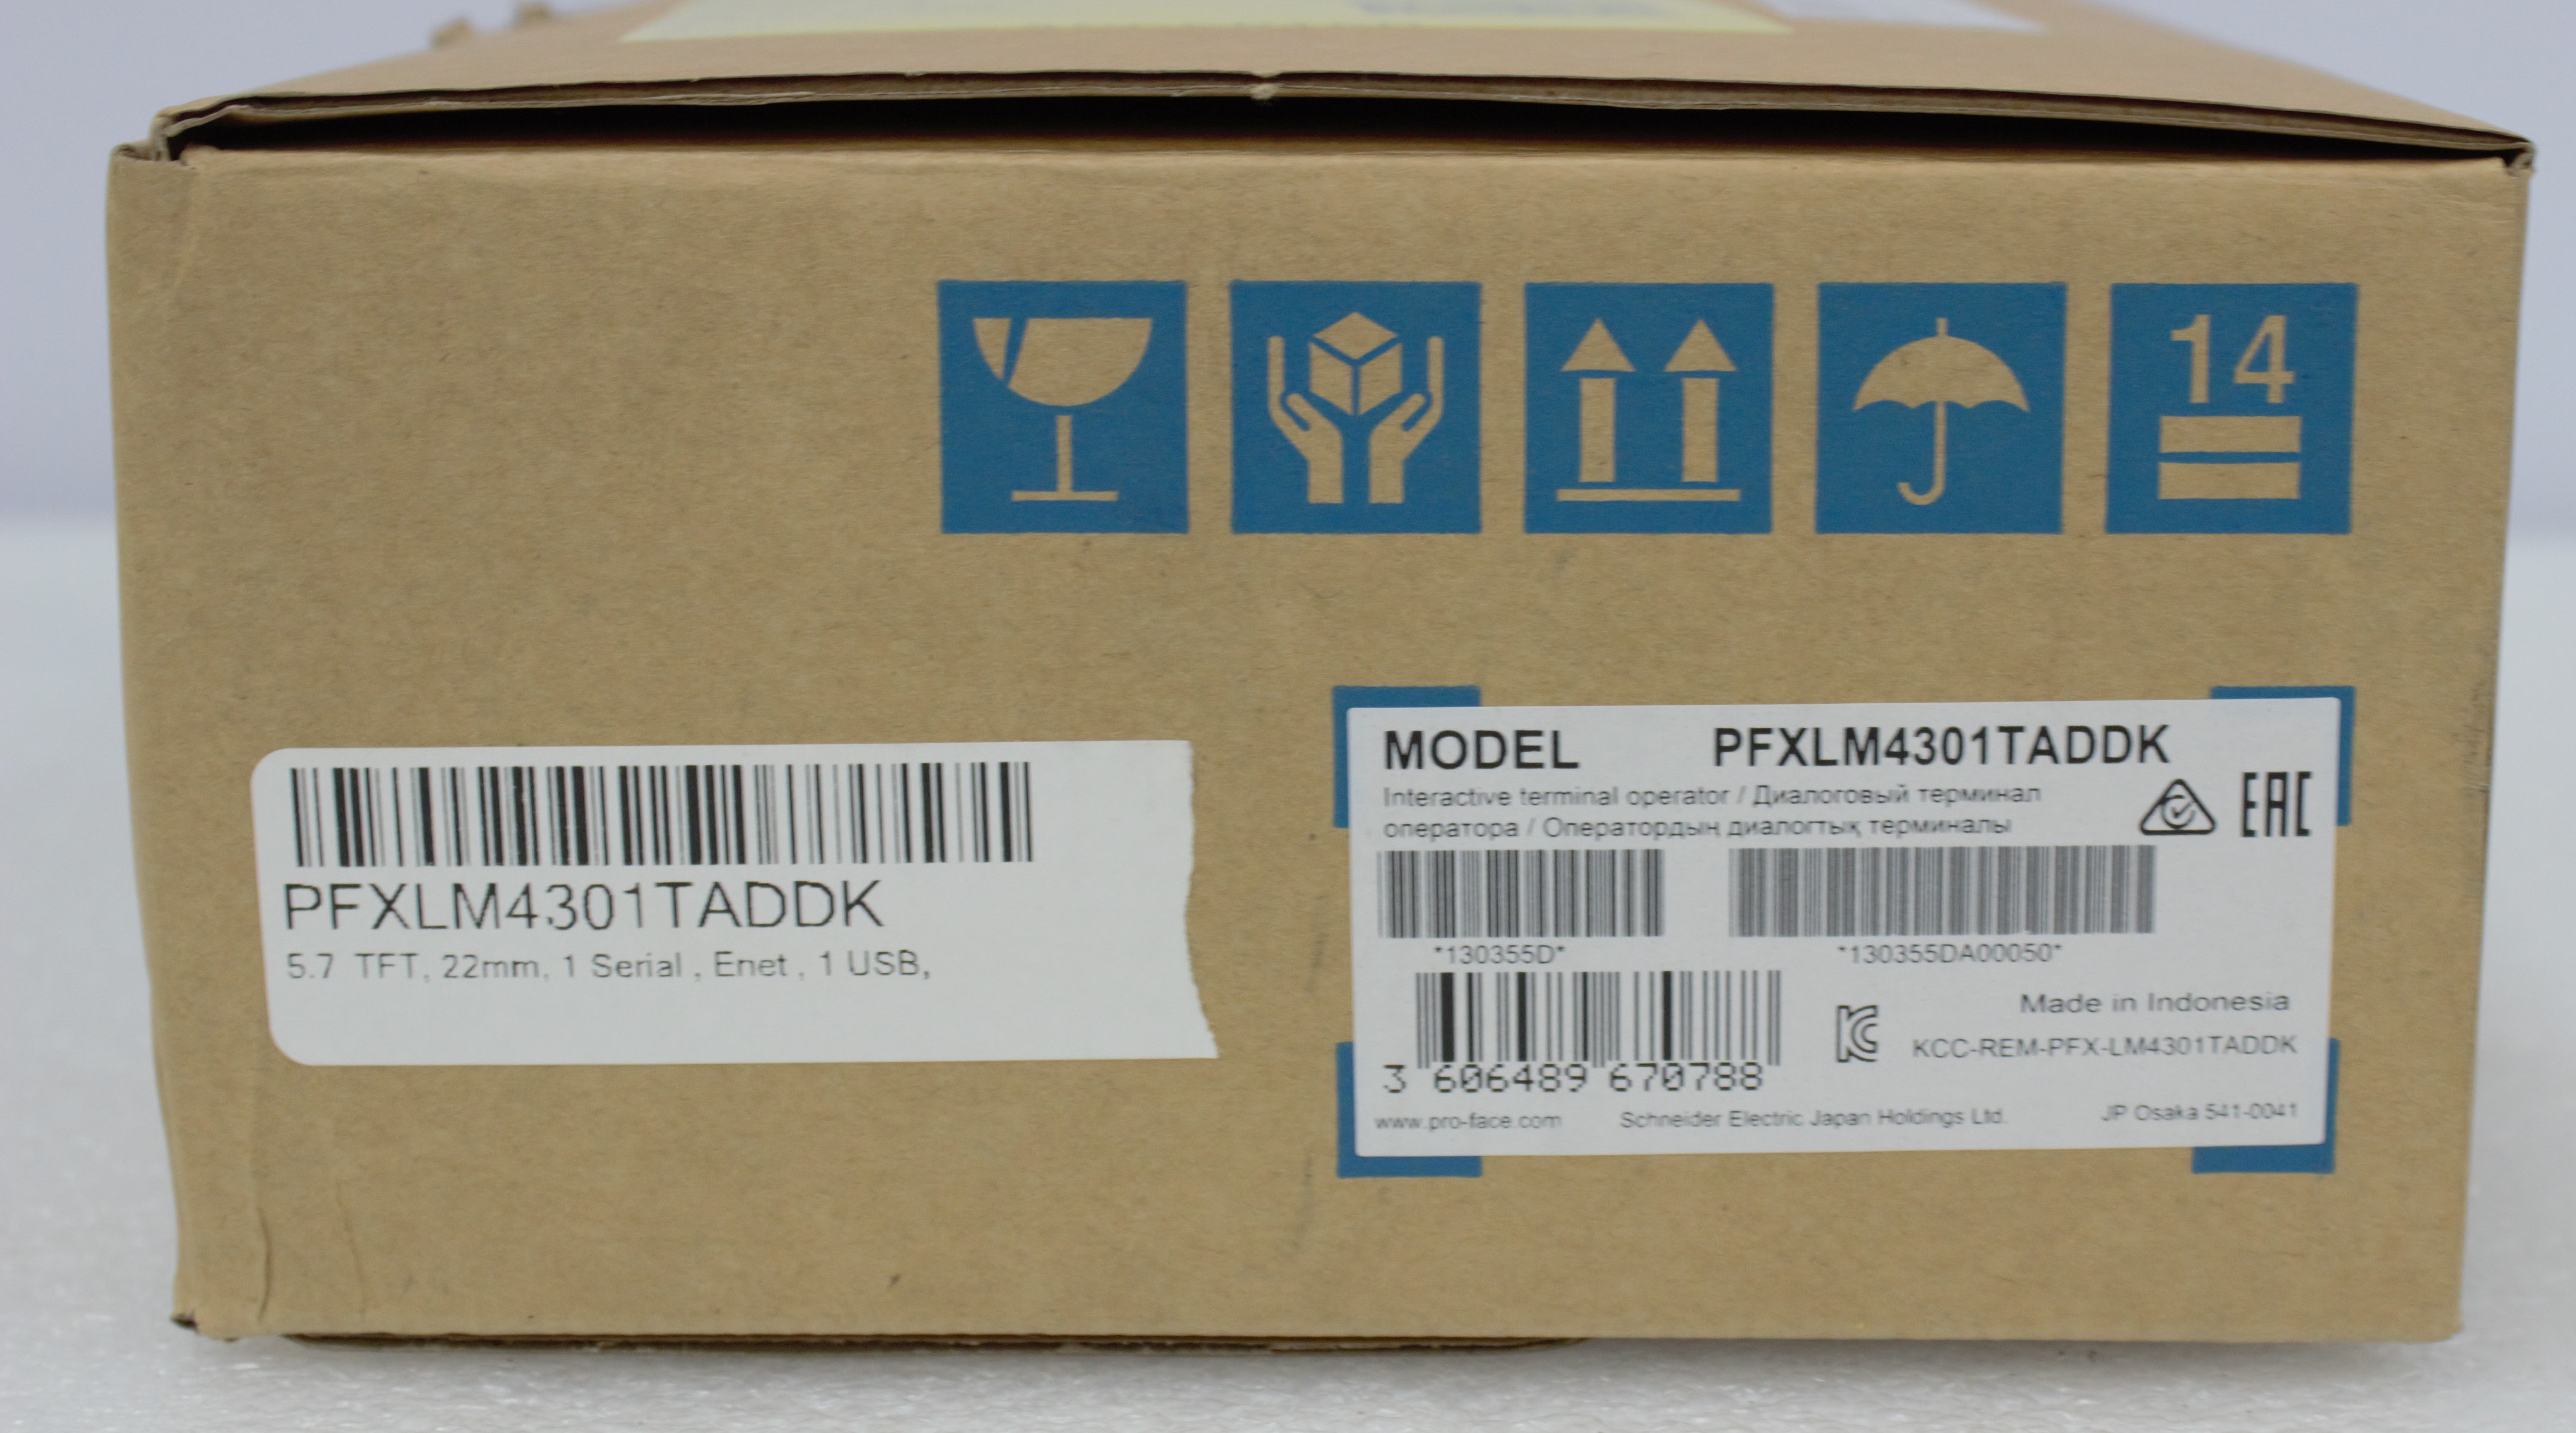 14
PFXLM4301TADDK
5.7 TFT, 22mm, 1 Serial , Enet , 1 USB,
MODEL PFXLM4301TADDK
Interactive terminal operator / Диалоговый терминал
оператора / Оператордың диалогтық терминалы
EAC
*130355D* *130355DA00050*
Made in Indonesia
KC KCC-REM-PFX-LM4301TADDK
3 606489 670788
www.pro-face.com Schneider Electric Japan Holdings Ltd. JP Osaka 541-0041